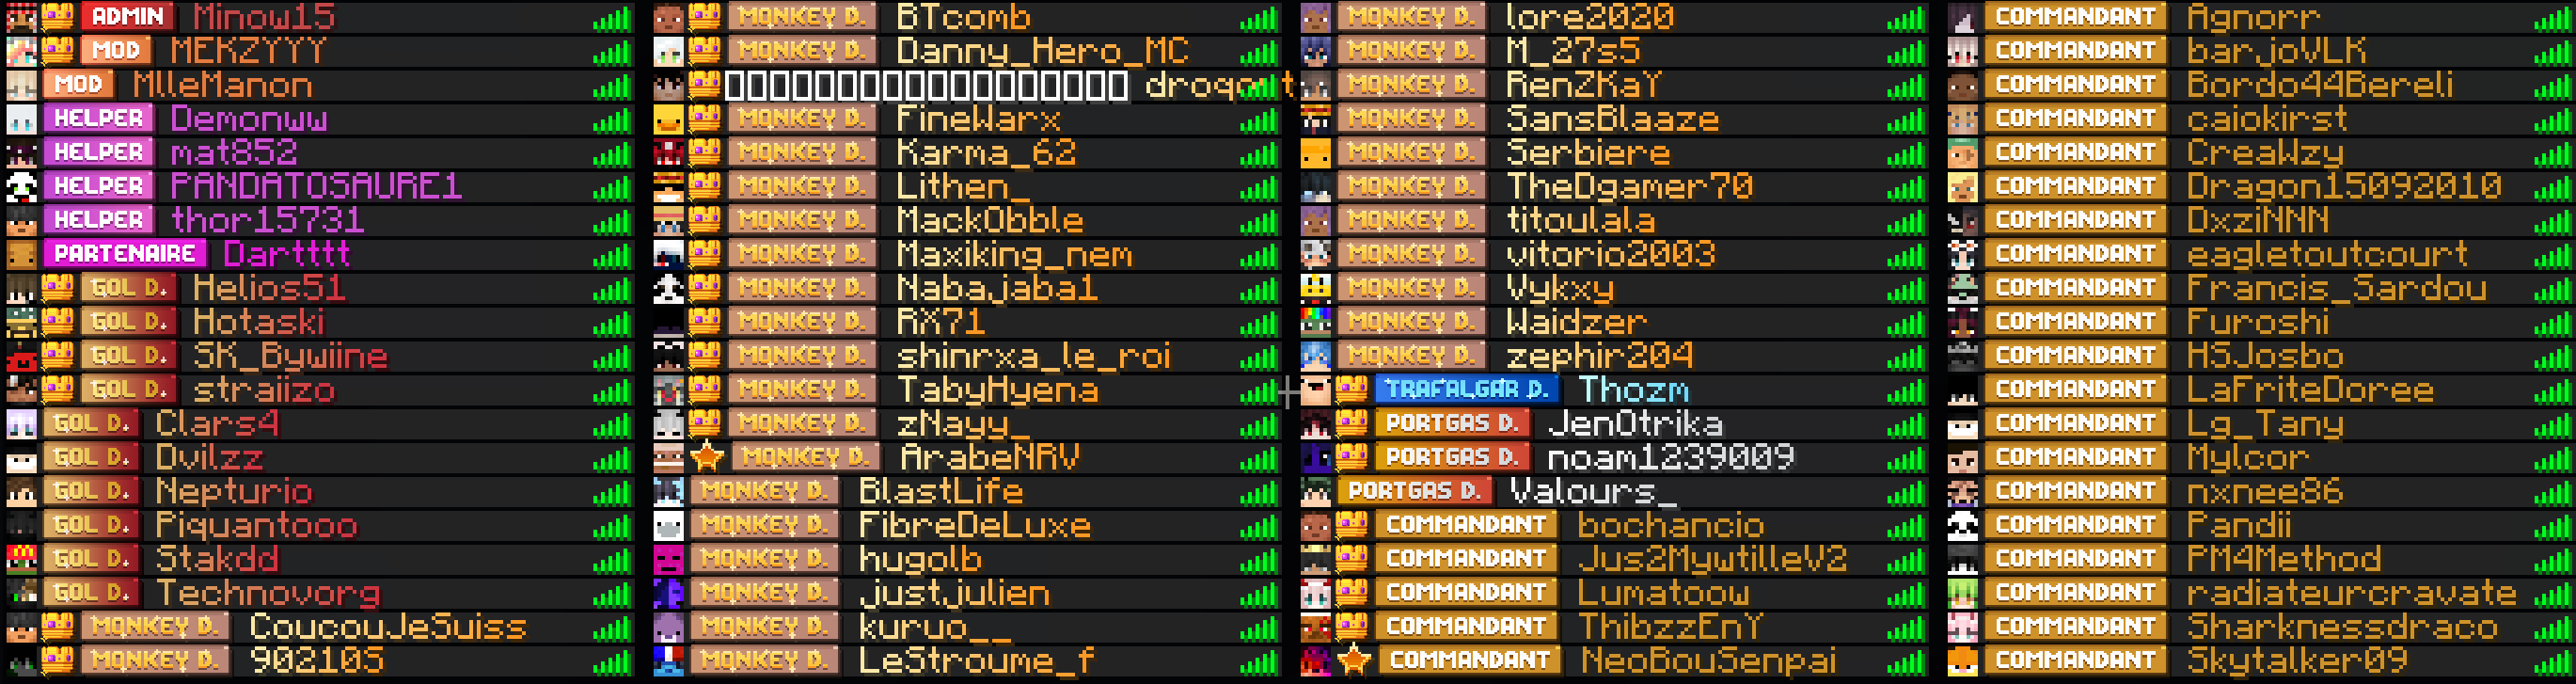 ADMIN Minow15
MOD MEKZYYY
MOD MlleManon
HELPER Demonww
HELPER mat852
HELPER PANDATOSAURE1
HELPER thor15731
PARTENAIRE Dartttt
GOL D. Helios51
GOL D. Hotaski
GOL D. SK_Bywiine
GOL D. straiizo
GOL D. Clars4
GOL D. Dvilzz
GOL D. Nepturio
GOL D. Piquantooo
GOL D. Stakdd
GOL D. Technovorg
MONKEY D. CoucouJeSuiss
MONKEY D. 902105
MONKEY D. BTcomb
MONKEY D. Danny_Hero_MC
MONKEY D. FineWarx
MONKEY D. Karma_62
MONKEY D. Lithen_
MONKEY D. MackObble
MONKEY D. Maxiking_nem
MONKEY D. Nabajaba1
MONKEY D. RX71
MONKEY D. shinrxa_le_roi
MONKEY D. TabyHyena
MONKEY D. zNayy_
MONKEY D. ArabeNRV
MONKEY D. BlastLife
MONKEY D. FibreDeLuxe
MONKEY D. hugolb
MONKEY D. justjulien
MONKEY D. kuruo__
MONKEY D. LeStroume_f
MONKEY D. lore2020
MONKEY D. M_27s5
MONKEY D. RenZKaY
MONKEY D. SansBlaaze
MONKEY D. Serbiere
MONKEY D. TheDgamer70
MONKEY D. titoulala
MONKEY D. vitorio2003
MONKEY D. Vykxy
MONKEY D. Waidzer
MONKEY D. zephir204
TRAFALGAR D. Thozm
PORTGAS D. JenOtrika
PORTGAS D. noam1239009
PORTGAS D. Valours_
COMMANDANT bochancio
COMMANDANT Jus2MywtilleV2
COMMANDANT Lumatoow
COMMANDANT ThibzzEnY
COMMANDANT NeoBouSenpai
COMMANDANT Agnorr
COMMANDANT barjoVLK
COMMANDANT Bordo44Bereli
COMMANDANT caiokirst
COMMANDANT CreaWzy
COMMANDANT Dragon15092010
COMMANDANT DxziNNN
COMMANDANT eagletoutcourt
COMMANDANT Francis_Sardou
COMMANDANT Furoshi
COMMANDANT HSJosbo
COMMANDANT LaFriteDoree
COMMANDANT Lg_Tany
COMMANDANT Mylcor
COMMANDANT nxnee86
COMMANDANT Pandii
COMMANDANT PM4Method
COMMANDANT radiateurcravate
COMMANDANT Sharknessdraco
COMMANDANT Skytalker09